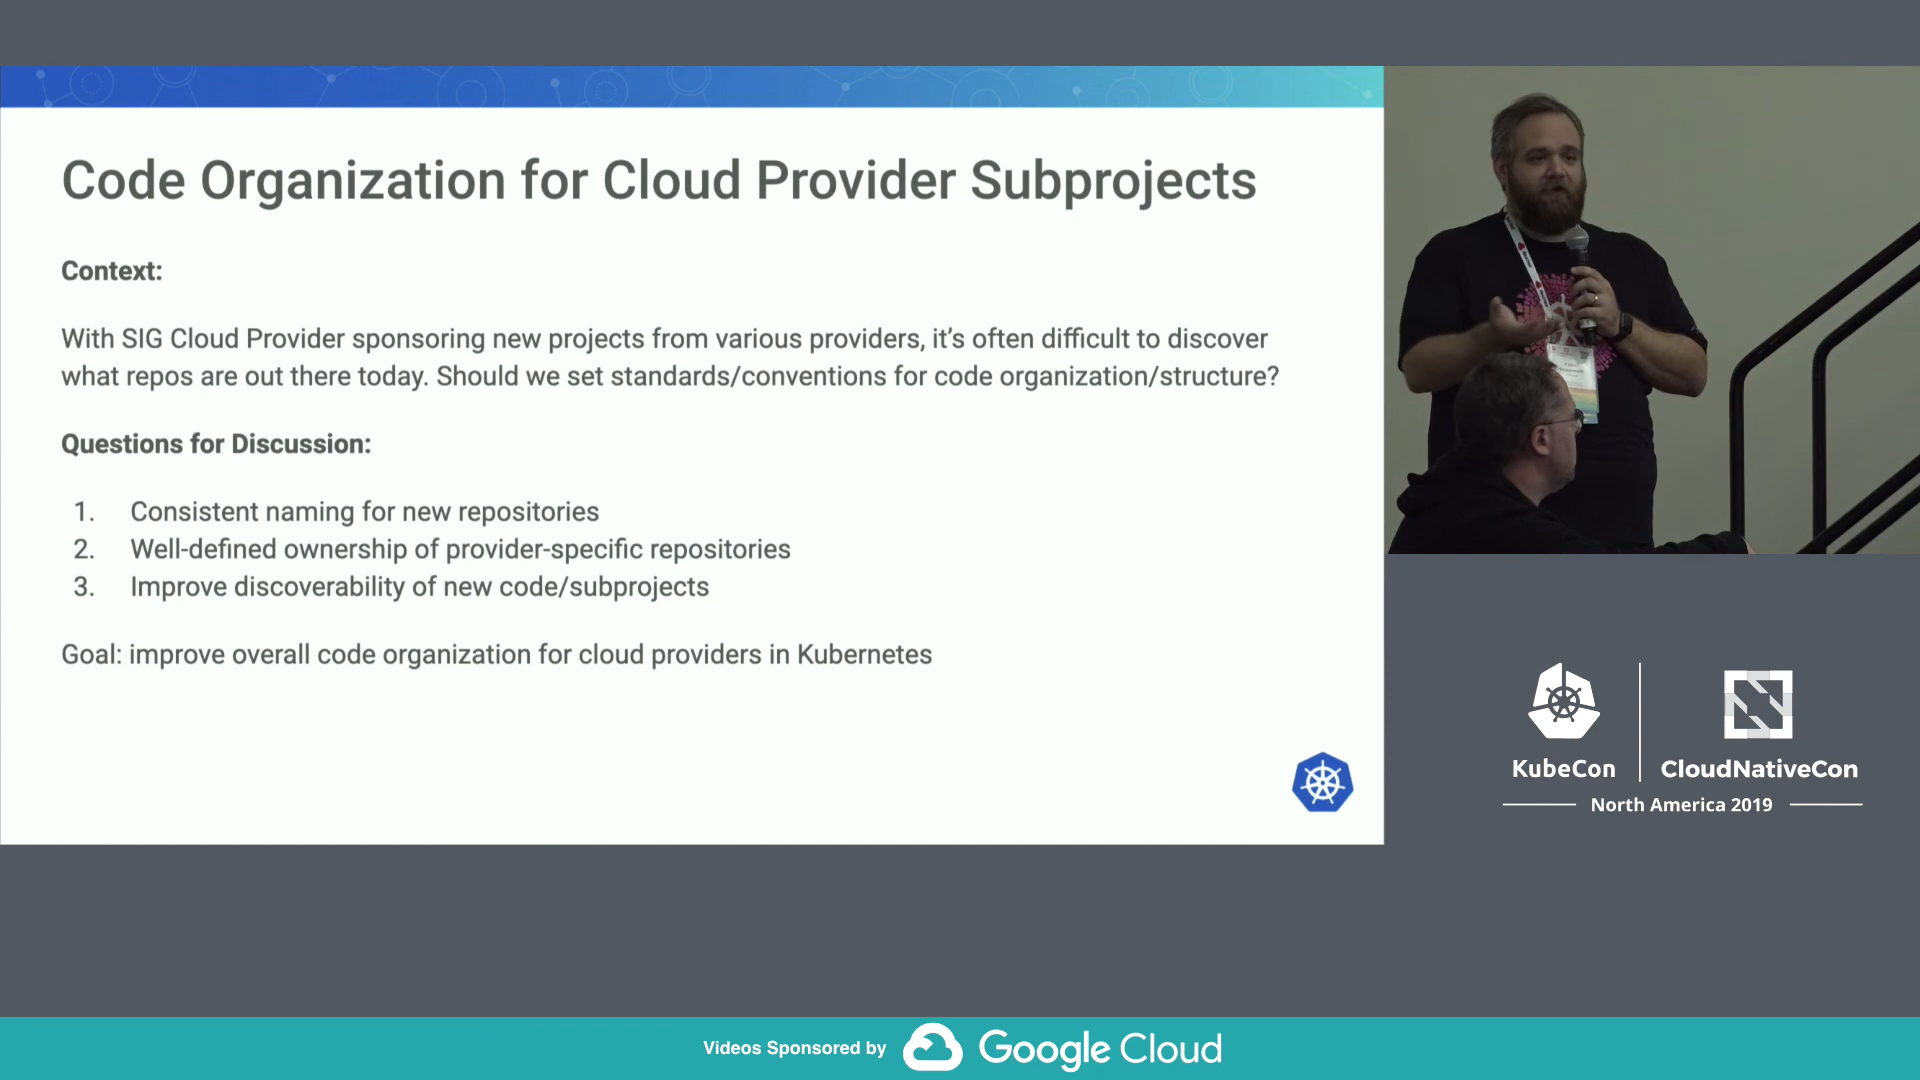 Code Organization for Cloud Provider Subprojects
Context:
With SIG Cloud Provider sponsoring new projects from various providers, it's often difficult to discover
what repos are out there today. Should we set standards/conventions for code organization/structure?
Questions for Discussion:
1. Consistent naming for new repositories
2. Well-defined ownership of provider-specific repositories
3. Improve discoverability of new code/subprojects
Goal: improve overall code organization for cloud providers in Kubernetes
KubeCon
CloudNativeCon
North America 2019
Videos Sponsored by
Google Cloud